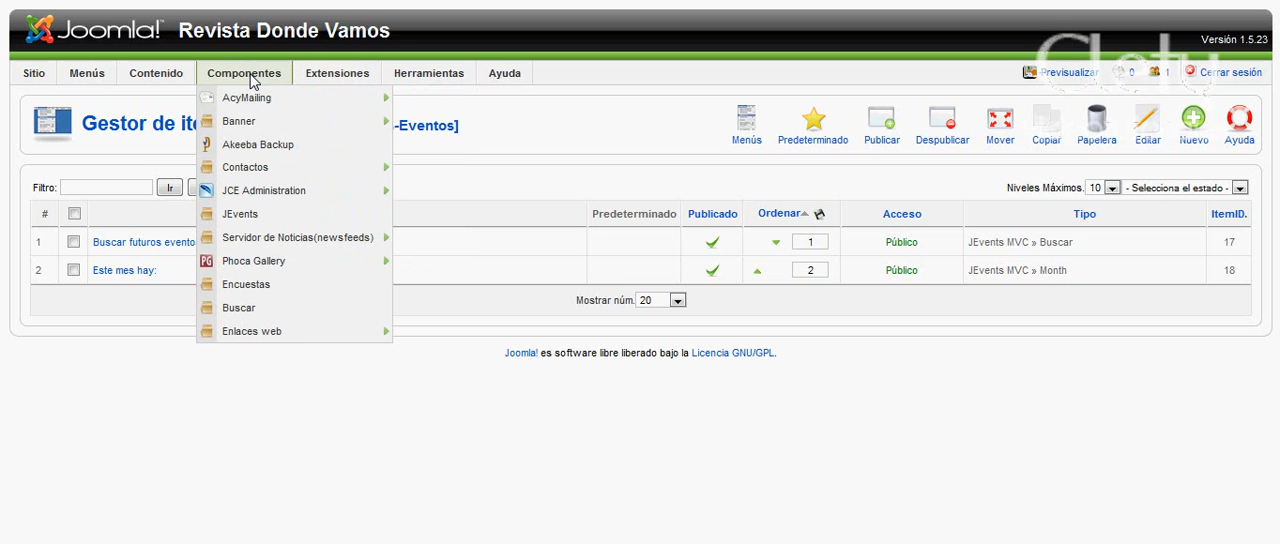 Joomla! Revista Donde Vamos
Versión 1.5.23
Clety
Sitio Menús Contenido Componentes Extensiones Herramientas Ayuda
Previsualizar 0 1 Cerrar sesión
AcyMailing
Banner
Akeeba Backup
Contactos
JCE Administration
JEvents
Servidor de Noticias(newsfeeds)
Phoca Gallery
Encuestas
Buscar
Enlaces web
Gestor de -Eventos]
Menús Predeterminado Publicar Despublicar Mover Copiar Papelera Editar Nuevo Ayuda
Filtro: Ir
Niveles Máximos. 10 - Selecciona el estado -
# Predeterminado Publicado Ordenar Acceso Tipo ItemID.
1 Buscar futuros 1 Público JEvents MVC » Buscar 17
2 Este mes hay: 2 Público JEvents MVC » Month 18
Mostrar núm. 20
Joomla! es software libre liberado bajo la Licencia GNU/GPL.